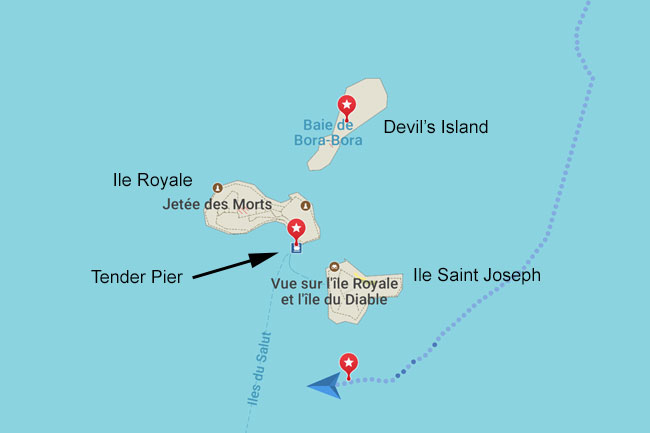 Baie de
Bora-Bora
Devil's Island
Ile Royale
Jetée des Morts
Tender Pier
Vue sur l'île Royale
et l'île du Diable
Ile Saint Joseph
Iles du Salut